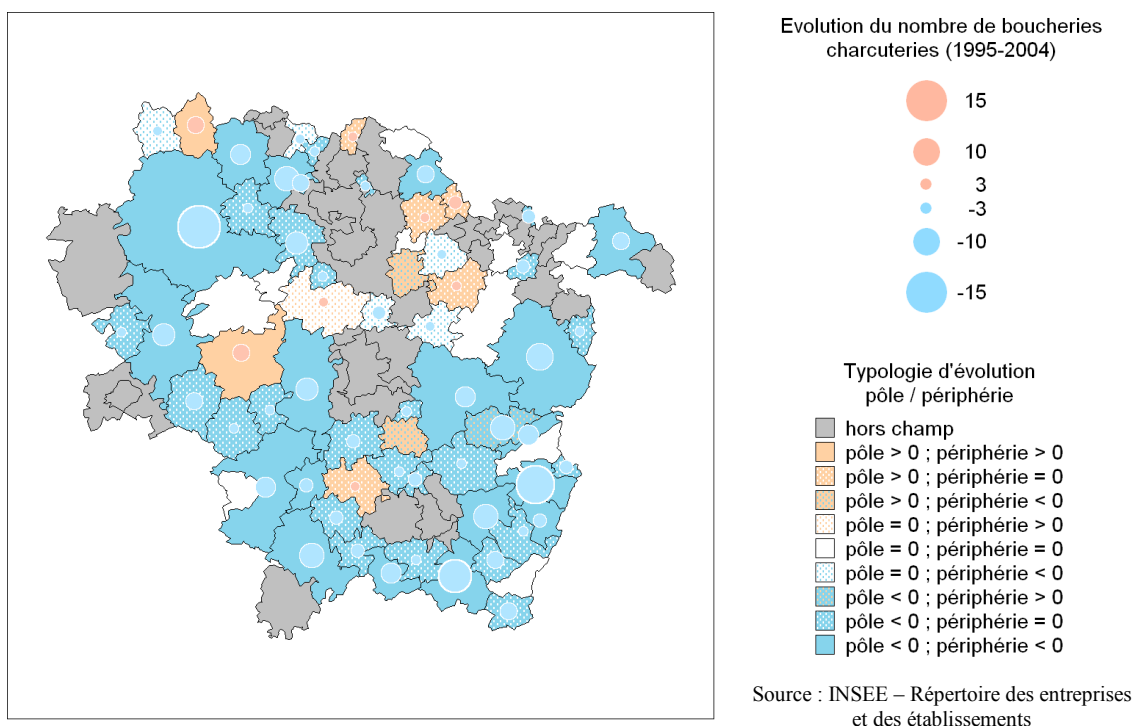 Evolution du nombre de boucheries
charcuteries (1995-2004)
15
10
3
-3
-10
-15
Typologie d'évolution
pôle / périphérie
hors champ
pôle > 0 ; périphérie > 0
pôle > 0 ; périphérie = 0
pôle > 0 ; périphérie < 0
pôle = 0 ; périphérie > 0
pôle = 0 ; périphérie = 0
pôle = 0 ; périphérie < 0
pôle < 0 ; périphérie > 0
pôle < 0 ; périphérie = 0
pôle < 0 ; périphérie < 0
Source : INSEE – Répertoire des entreprises
et des établissements